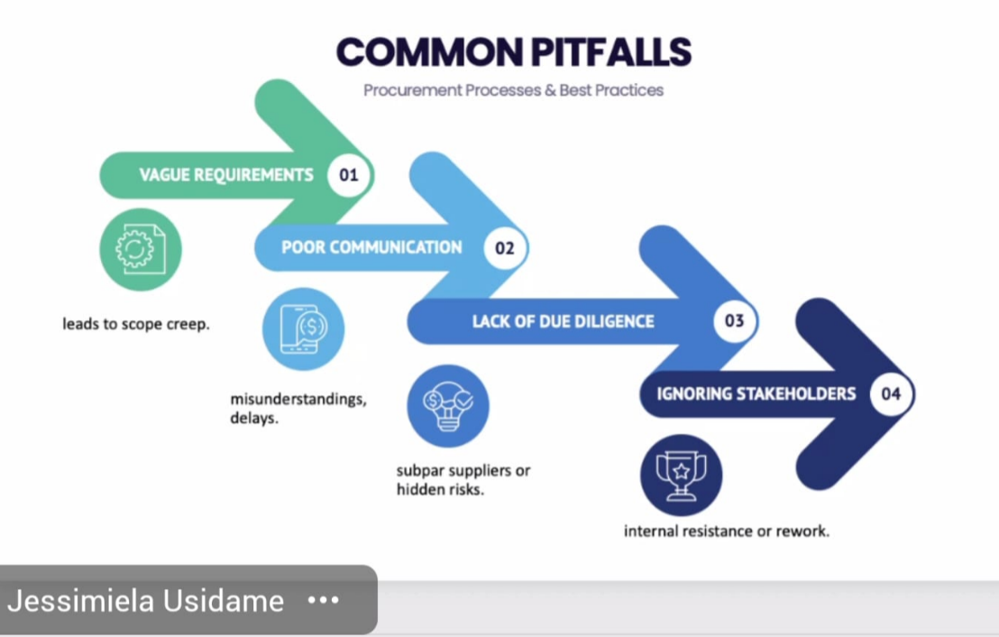 COMMON PITFALLS
Procurement Processes & Best Practices
VAGUE REQUIREMENTS 01
leads to scope creep.
POOR COMMUNICATION 02
misunderstandings,
delays.
LACK OF DUE DILIGENCE 03
subpar suppliers or
hidden risks.
IGNORING STAKEHOLDERS 04
internal resistance or rework.
Jessimiela Usidame